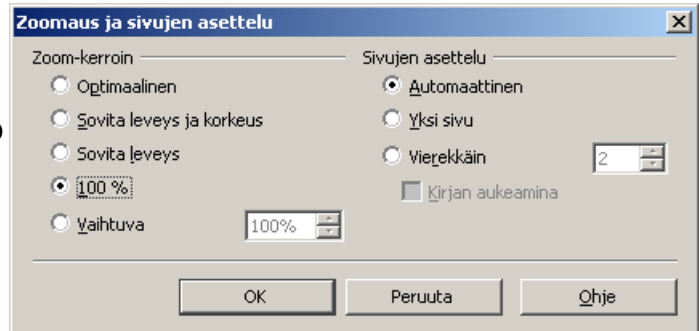 Zoomaus ja sivujen asettelu
Zoom-kerroin
Optimaalinen
Sovita leveys ja korkeus
Sovita leveys
100 %
Vaihtuva 100%
Sivujen asettelu
Automaattinen
Yksi sivu
Vierekkäin 2
Kirjan aukeamina
OK Peruuta Ohje